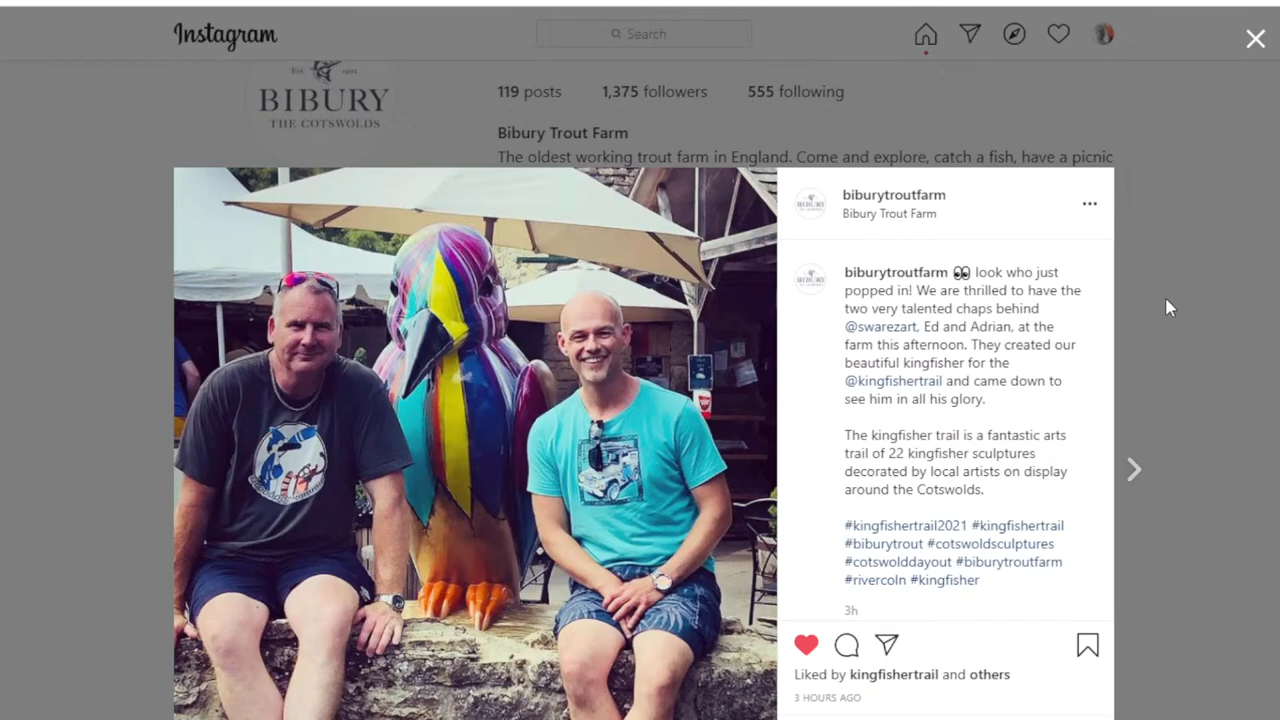 Instagram
Search
Est 1902
BIBURY
THE COTSWOLDS
119 posts 1,375 followers 555 following
Bibury Trout Farm
The oldest working trout farm in England. Come and explore, catch a fish, have a picnic
biburytroutfarm
Bibury Trout Farm
biburytroutfarm 👀 look who just
popped in! We are thrilled to have the
two very talented chaps behind
@swarezart, Ed and Adrian, at the
farm this afternoon. They created our
beautiful kingfisher for the
@kingfishertrail and came down to
see him in all his glory.
The kingfisher trail is a fantastic arts
trail of 22 kingfisher sculptures
decorated by local artists on display
around the Cotswolds.
#kingfishertrail2021 #kingfishertrail
#biburytrout #cotswoldsculptures
#cotswolddayout #biburytroutfarm
#rivercoln #kingfisher
3h
Liked by kingfishertrail and others
3 HOURS AGO